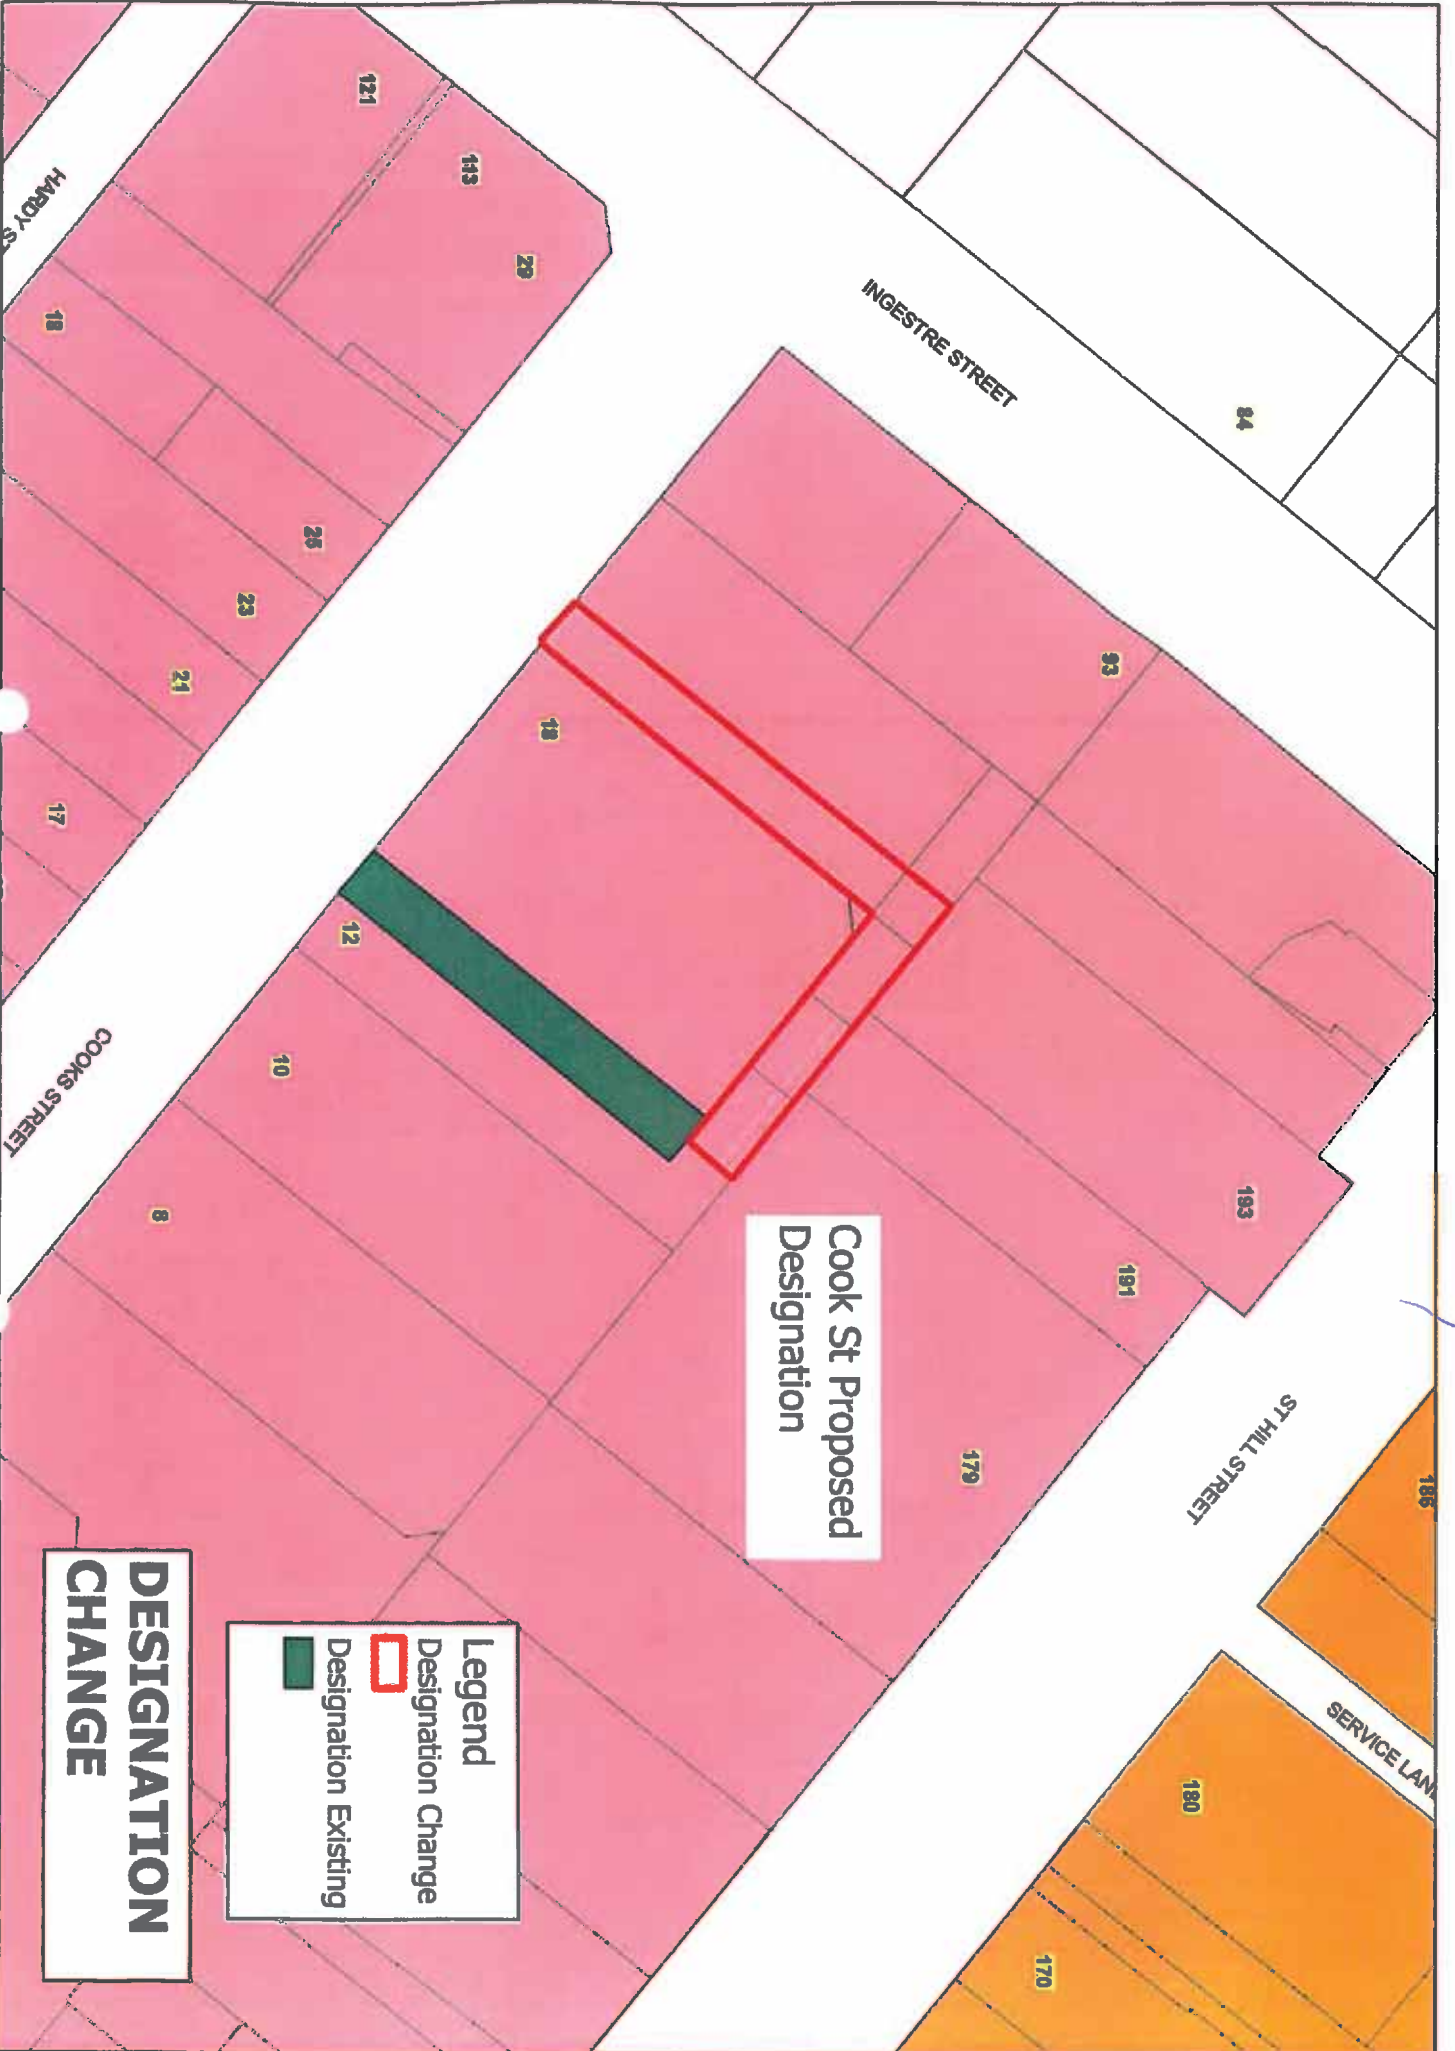 SERVICE LAN
186
180
170
ST HILL STREET
193
191
179
84
INGESTRE STREET
93
Cook St Proposed
Designation
29
113
121
18
12
10
8
25
23
21
17
18
HARDY ST
COOKS STREET
Legend
Designation Change
Designation Existing
DESIGNATION
CHANGE